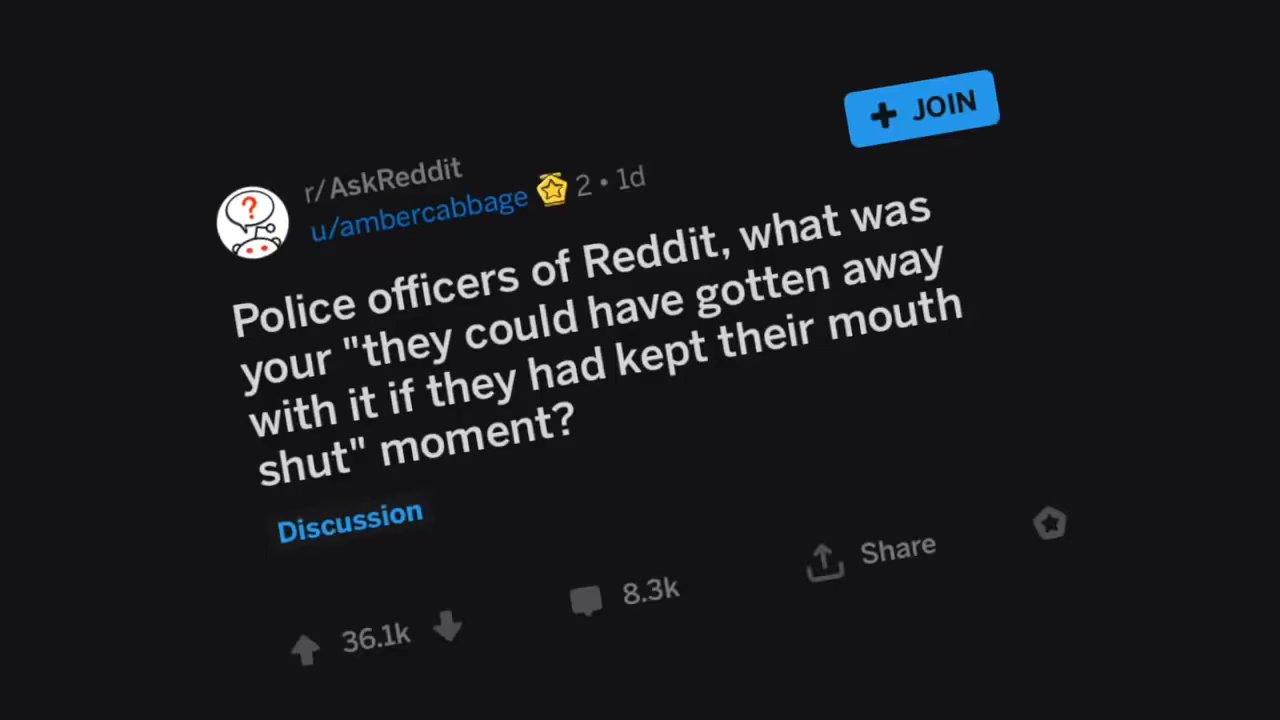 + JOIN
r/AskReddit
u/ambercabbage 2 • 1d
Police officers of Reddit, what was
your "they could have gotten away
with it if they had kept their mouth
shut" moment?
Discussion
36.1k 8.3k Share